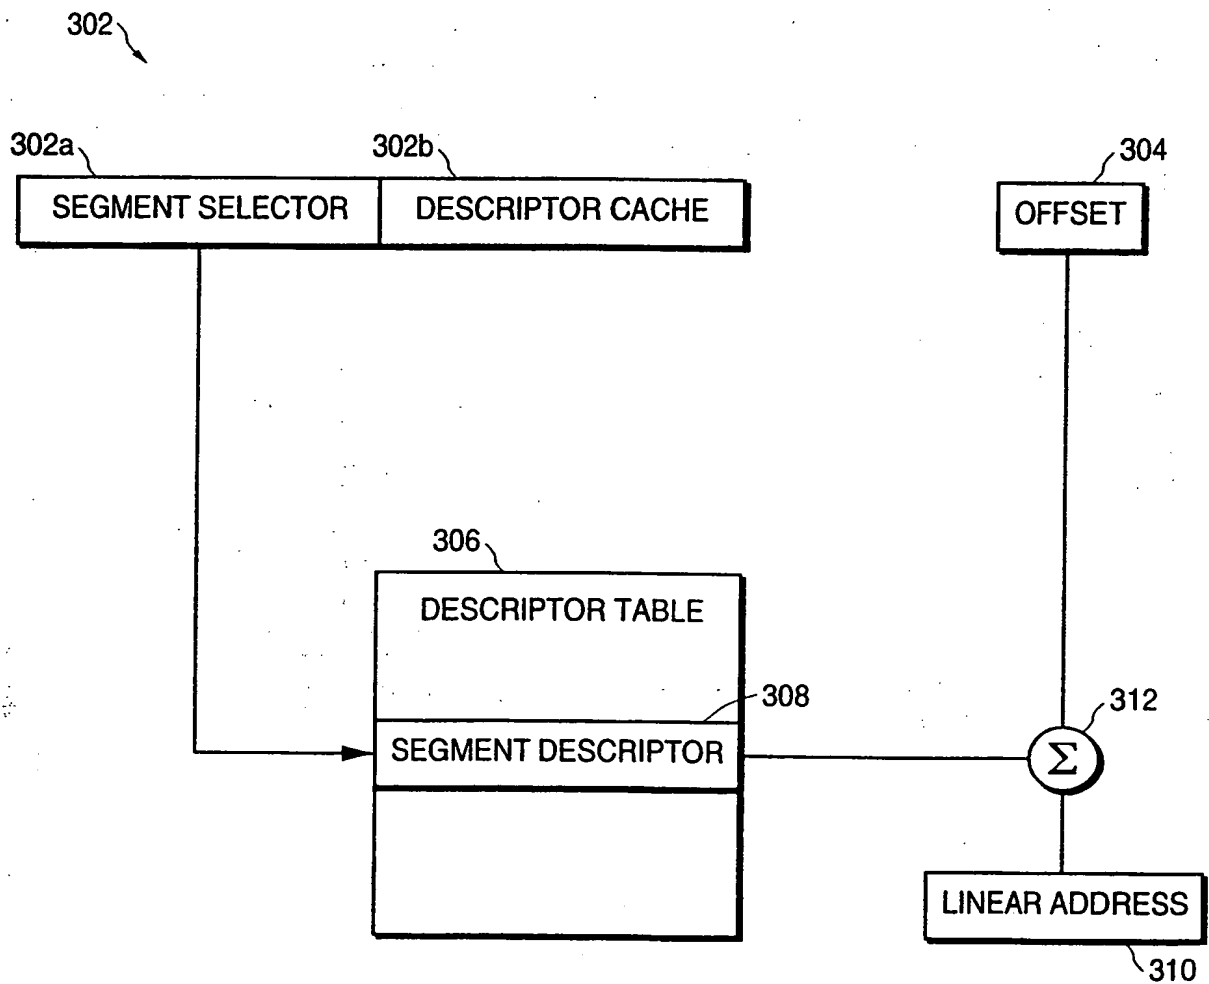 302
302a
302b
304
SEGMENT SELECTOR
DESCRIPTOR CACHE
OFFSET
306
DESCRIPTOR TABLE
308
312
SEGMENT DESCRIPTOR
Σ
LINEAR ADDRESS
310